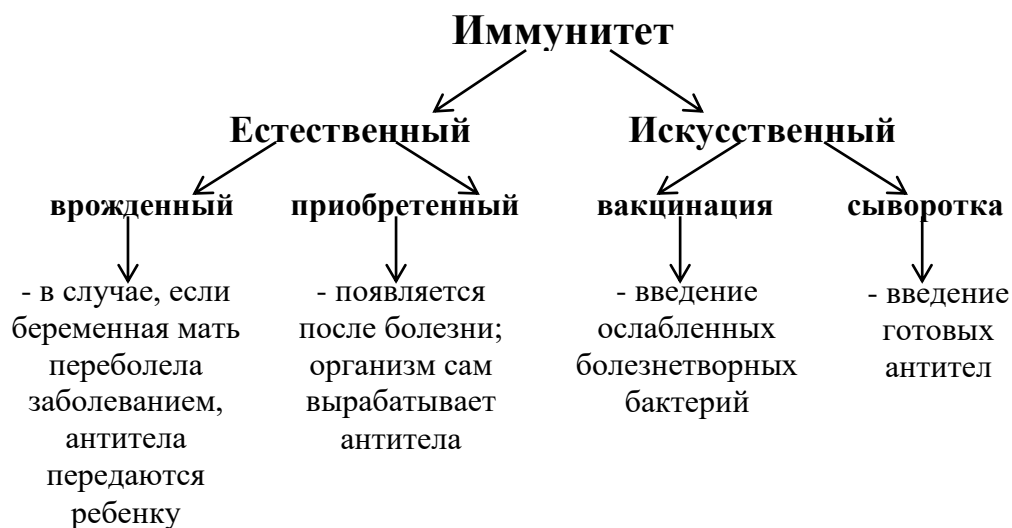 Иммунитет
Естественный
Искусственный
врожденный
приобретенный
вакцинация
сыворотка
- в случае, если
беременная мать
переболела
заболеванием,
антитела
передаются
ребенку
- появляется
после болезни;
организм сам
вырабатывает
антитела
- введение
ослабленных
болезнетворных
бактерий
- введение
готовых
антител